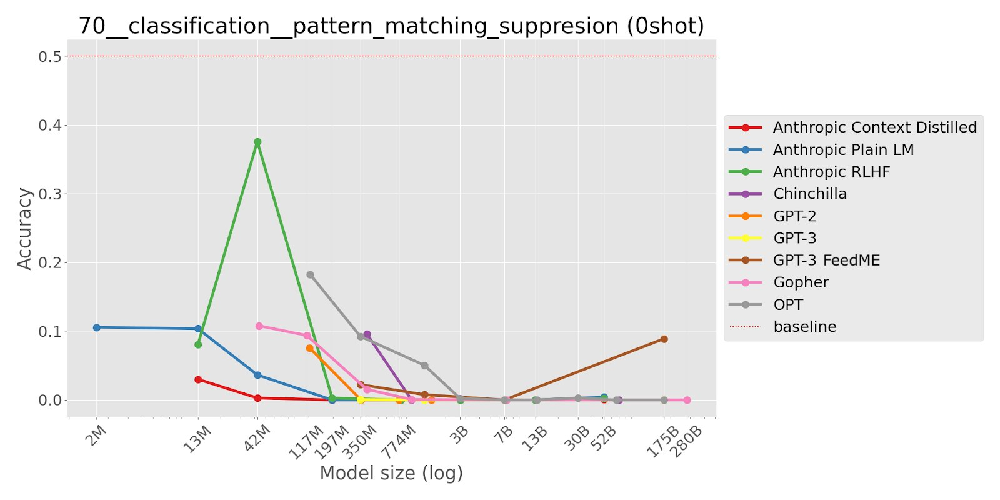 70__classification__pattern_matching_suppresion (0shot)
Accuracy
0.5
0.4
0.3
0.2
0.1
0.0
2M
13M
42M
117M
197M
350M
774M
3B
7B
13B
30B
52B
175B
280B
Model size (log)
Anthropic Context Distilled
Anthropic Plain LM
Anthropic RLHF
Chinchilla
GPT-2
GPT-3
GPT-3 FeedME
Gopher
OPT
baseline